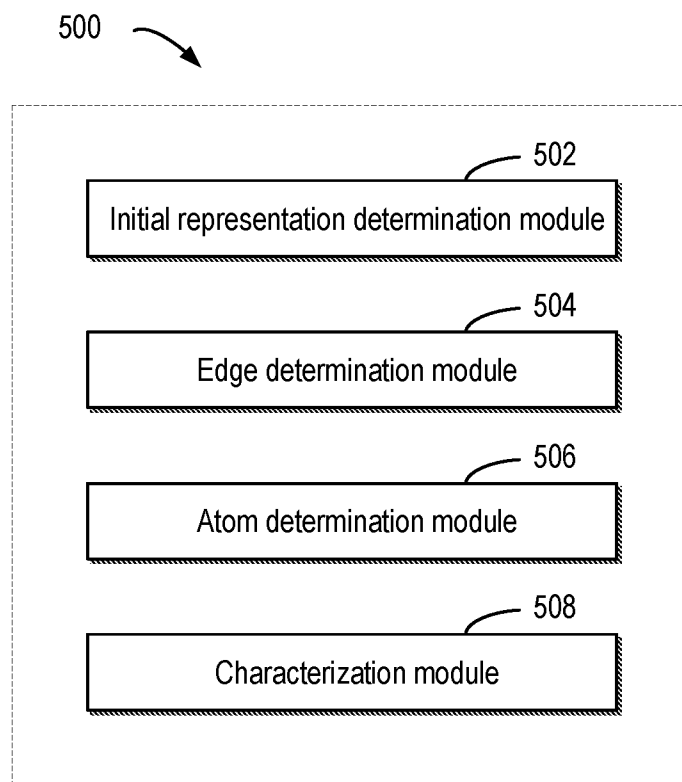 500
502
Initial representation determination module
504
Edge determination module
506
Atom determination module
508
Characterization module